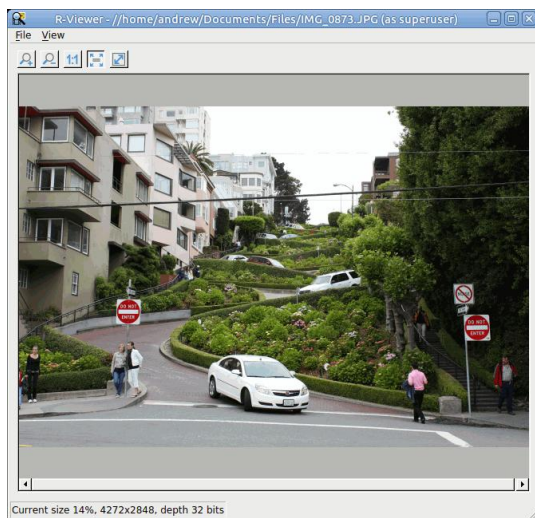 R-Viewer - //home/andrew/Documents/Files/IMG_0873.JPG (as superuser)
File View
1:1
DO NOT
ENTER
DO NOT
ENTER
Current size 14%, 4272x2848, depth 32 bits